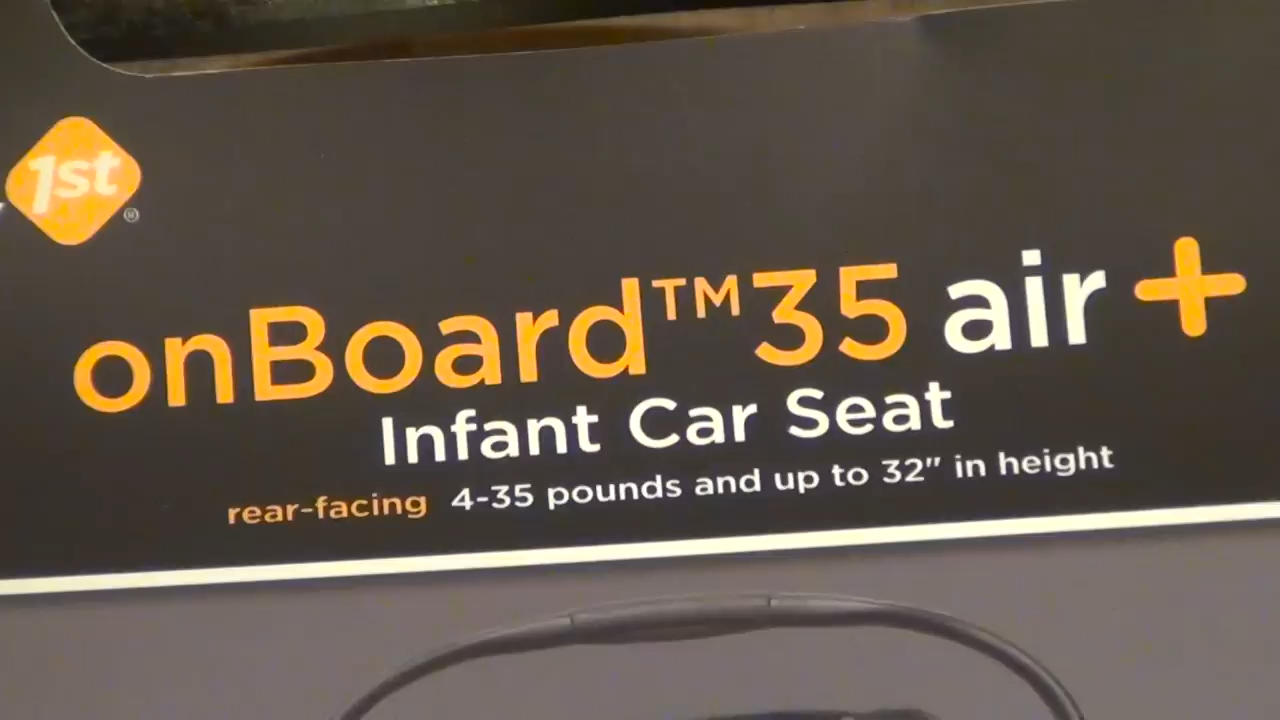 1st
®
onBoard™35 air +
Infant Car Seat
rear-facing 4-35 pounds and up to 32" in height